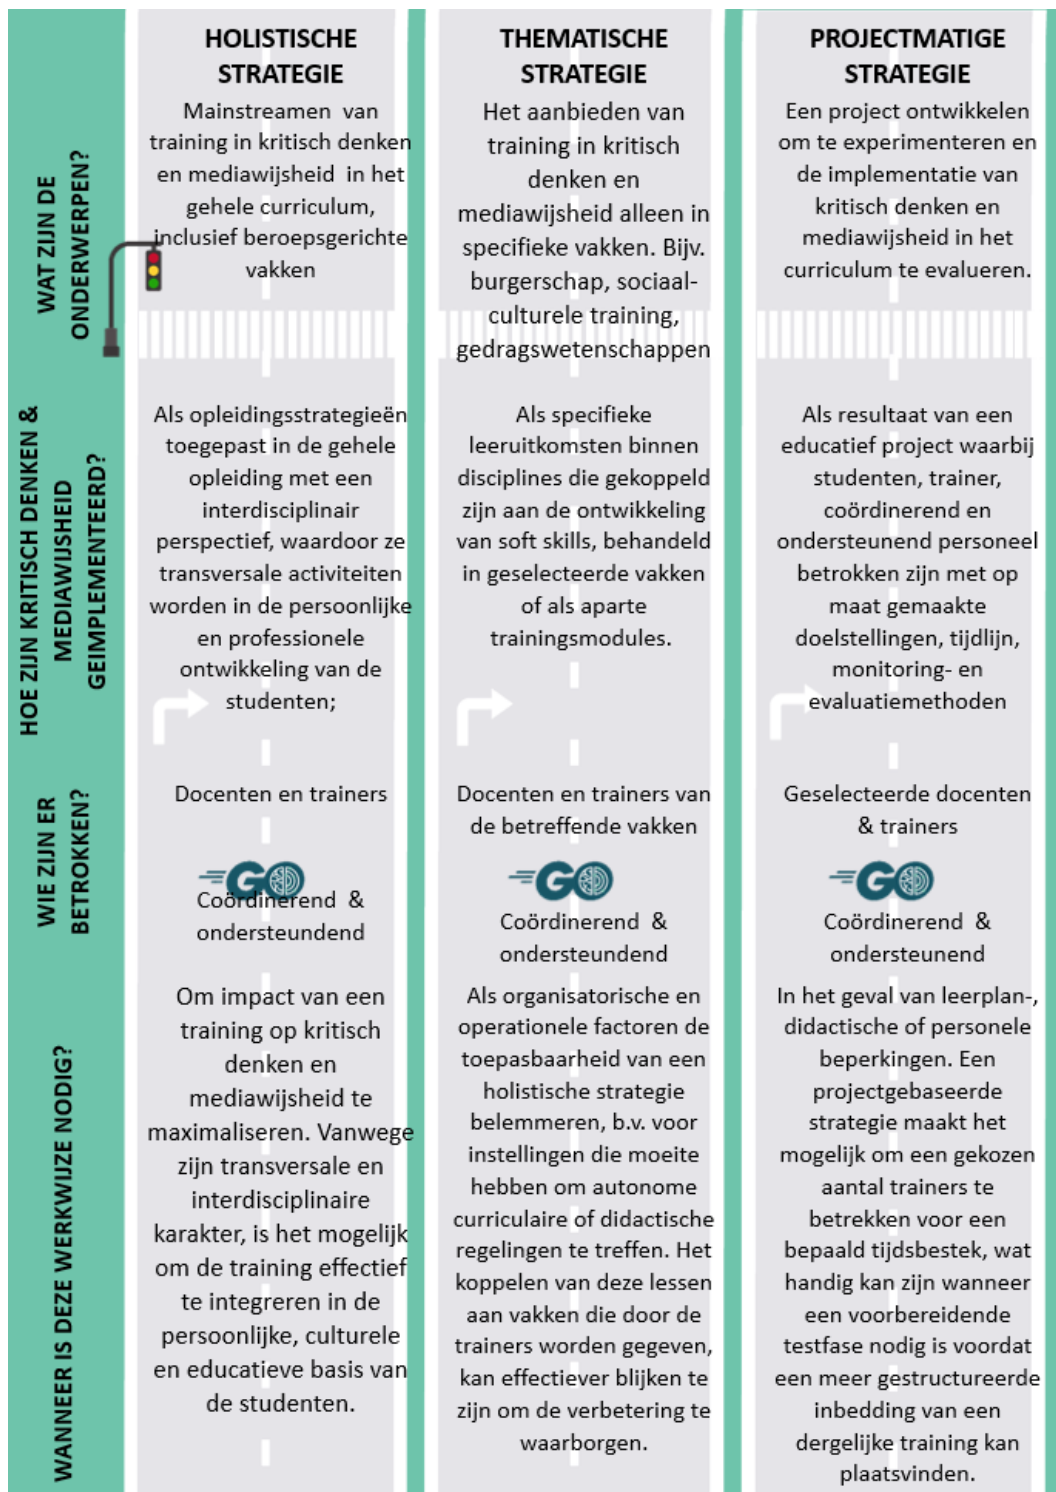 HOLISTISCHE
STRATEGIE
THEMATISCHE
STRATEGIE
PROJECTMATIGE
STRATEGIE
WAT ZIJN DE
ONDERWERPEN?
Mainstreamen van
training in kritisch denken
en mediawijsheid in het
gehele curriculum,
inclusief beroepsgerichte
vakken
Het aanbieden van
training in kritisch
denken en
mediawijsheid alleen in
specifieke vakken. Bijv.
burgerschap, sociaal-
culturele training,
gedragswetenschappen
Een project ontwikkelen
om te experimenteren en
de implementatie van
kritisch denken en
mediawijsheid in het
curriculum te evalueren.
HOE ZIJN KRITISCH DENKEN &
MEDIAWIJSHEID
GEIMPLEMENTEERD?
Als opleidingsstrategieën
toegepast in de gehele
opleiding met een
interdisciplinair
perspectief, waardoor ze
transversale activiteiten
worden in de persoonlijke
en professionele
ontwikkeling van de
studenten;
Als specifieke
leeruitkomsten binnen
disciplines die gekoppeld
zijn aan de ontwikkeling
van soft skills, behandeld
in geselecteerde vakken
of als aparte
trainingsmodules.
Als resultaat van een
educatief project waarbij
studenten, trainer,
coördinerend en
ondersteunend personeel
betrokken zijn met op
maat gemaakte
doelstellingen, tijdlijn,
monitoring- en
evaluatiemethoden
WIE ZIJN ER
BETROKKEN?
Docenten en trainers
GO
Coördinerend &
ondersteundend
Docenten en trainers van
de betreffende vakken
GO
Coördinerend &
ondersteundend
Geselecteerde docenten
& trainers
GO
Coördinerend &
ondersteunend
WANNEER IS DEZE WERKWIJZE NODIG?
Om impact van een
training op kritisch
denken en
mediawijsheid te
maximaliseren. Vanwege
zijn transversale en
interdisciplinaire
karakter, is het mogelijk
om de training effectief
te integreren in de
persoonlijke, culturele
en educatieve basis van
de studenten.
Als organisatorische en
operationele factoren de
toepasbaarheid van een
holistische strategie
belemmeren, b.v. voor
instellingen die moeite
hebben om autonome
curriculaire of didactische
regelingen te treffen. Het
koppelen van deze lessen
aan vakken die door de
trainers worden gegeven,
kan effectiever blijken te
zijn om de verbetering te
waarborgen.
In het geval van leerplan-,
didactische of personele
beperkingen. Een
projectgebaseerde
strategie maakt het
mogelijk om een gekozen
aantal trainers te
betrekken voor een
bepaald tijdsbestek, wat
handig kan zijn wanneer
een voorbereidende
testfase nodig is voordat
een meer gestructureerde
inbedding van een
dergelijke training kan
plaatsvinden.